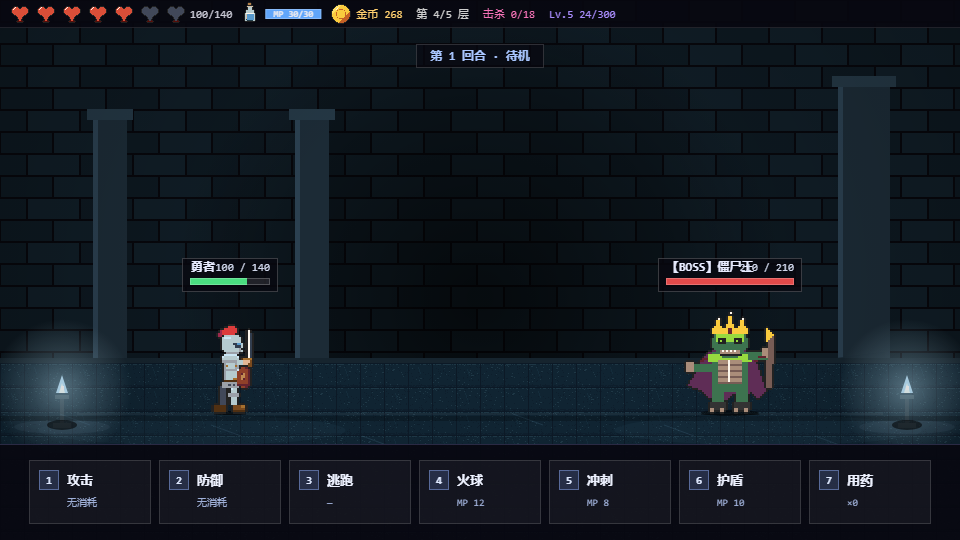 100/140 MP 30/30 金币 268 第 4/5 层 击杀 0/18 Lv.5 24/300
第 1 回合 · 待机
勇者100 / 140
【BOSS】僵尸王210 / 210
1 攻击
无消耗
2 防御
无消耗
3 逃跑
—
4 火球
MP 12
5 冲刺
MP 8
6 护盾
MP 10
7 用药
×0